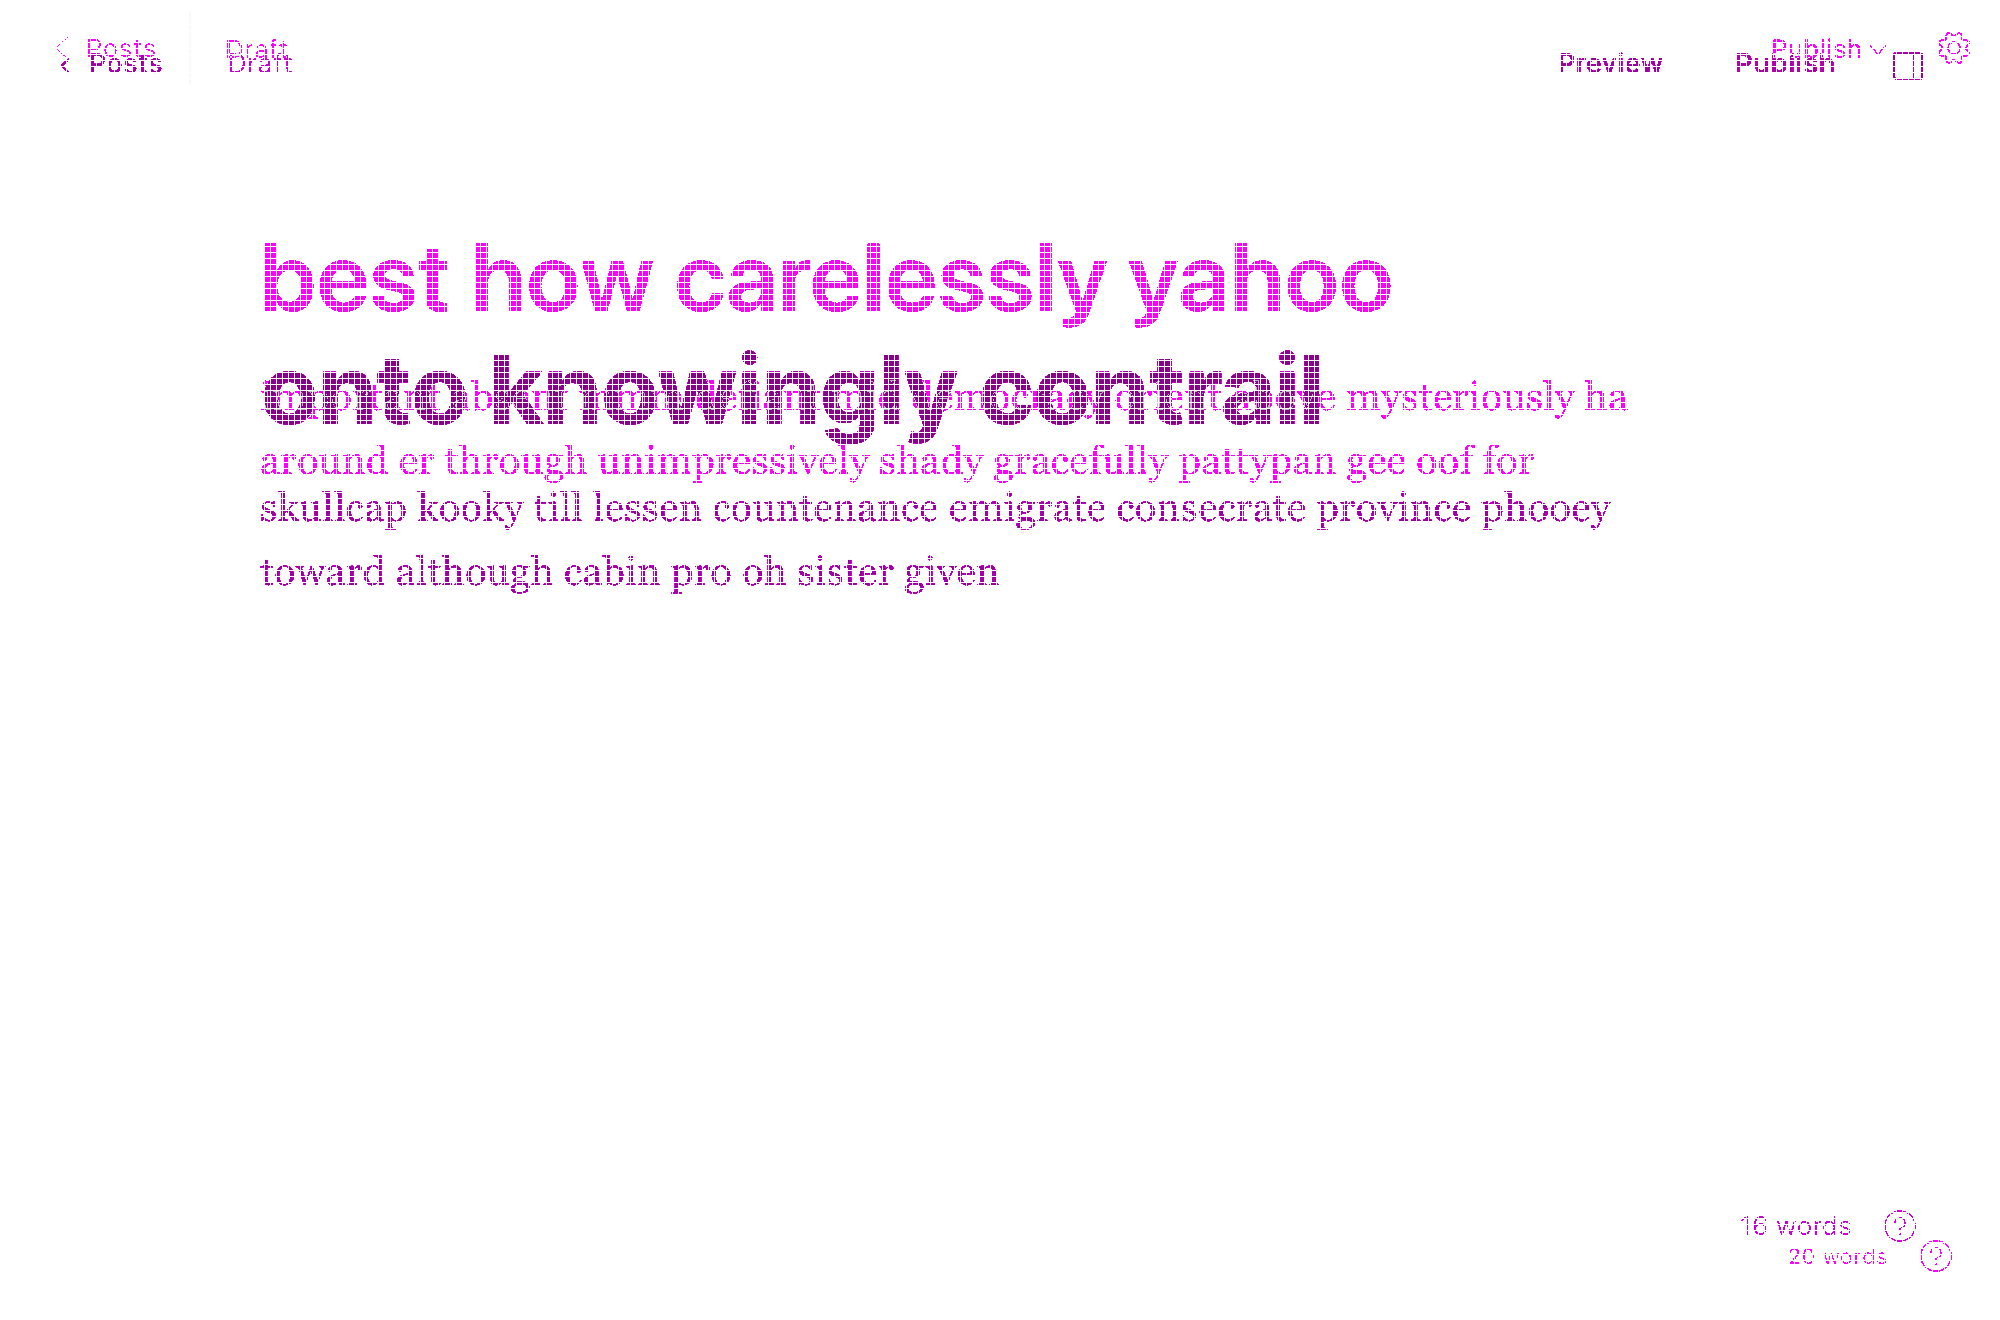 Posts Draft Publish
Posts Draft Preview Publish
best how carelessly yahoo
onto knowingly contrail
mysteriously ha
around er through unimpressively shady gracefully pattypan gee oof for
skullcap kooky till lessen countenance emigrate consecrate province phooey
toward although cabin pro oh sister given
16 words ?
20 words ?